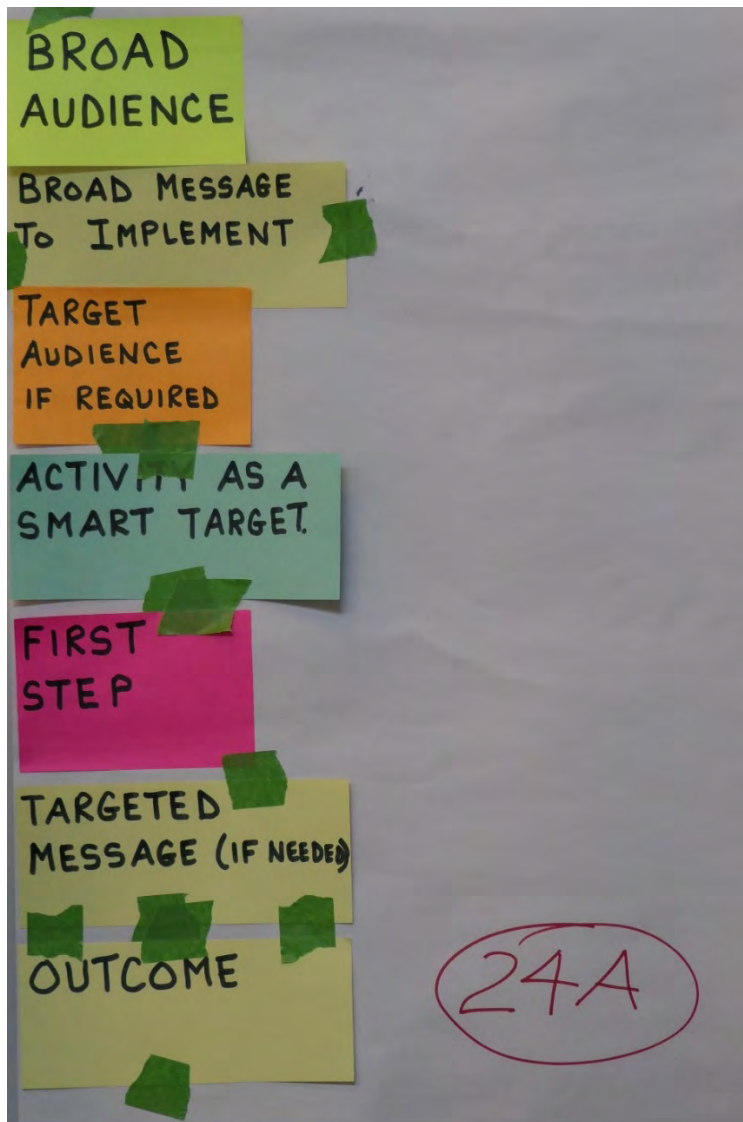 BROAD
AUDIENCE
BROAD MESSAGE
TO IMPLEMENT
TARGET
AUDIENCE
IF REQUIRED
ACTIVITY AS A
SMART TARGET.
FIRST
STEP
TARGETED
MESSAGE (IF NEEDED)
OUTCOME
24A